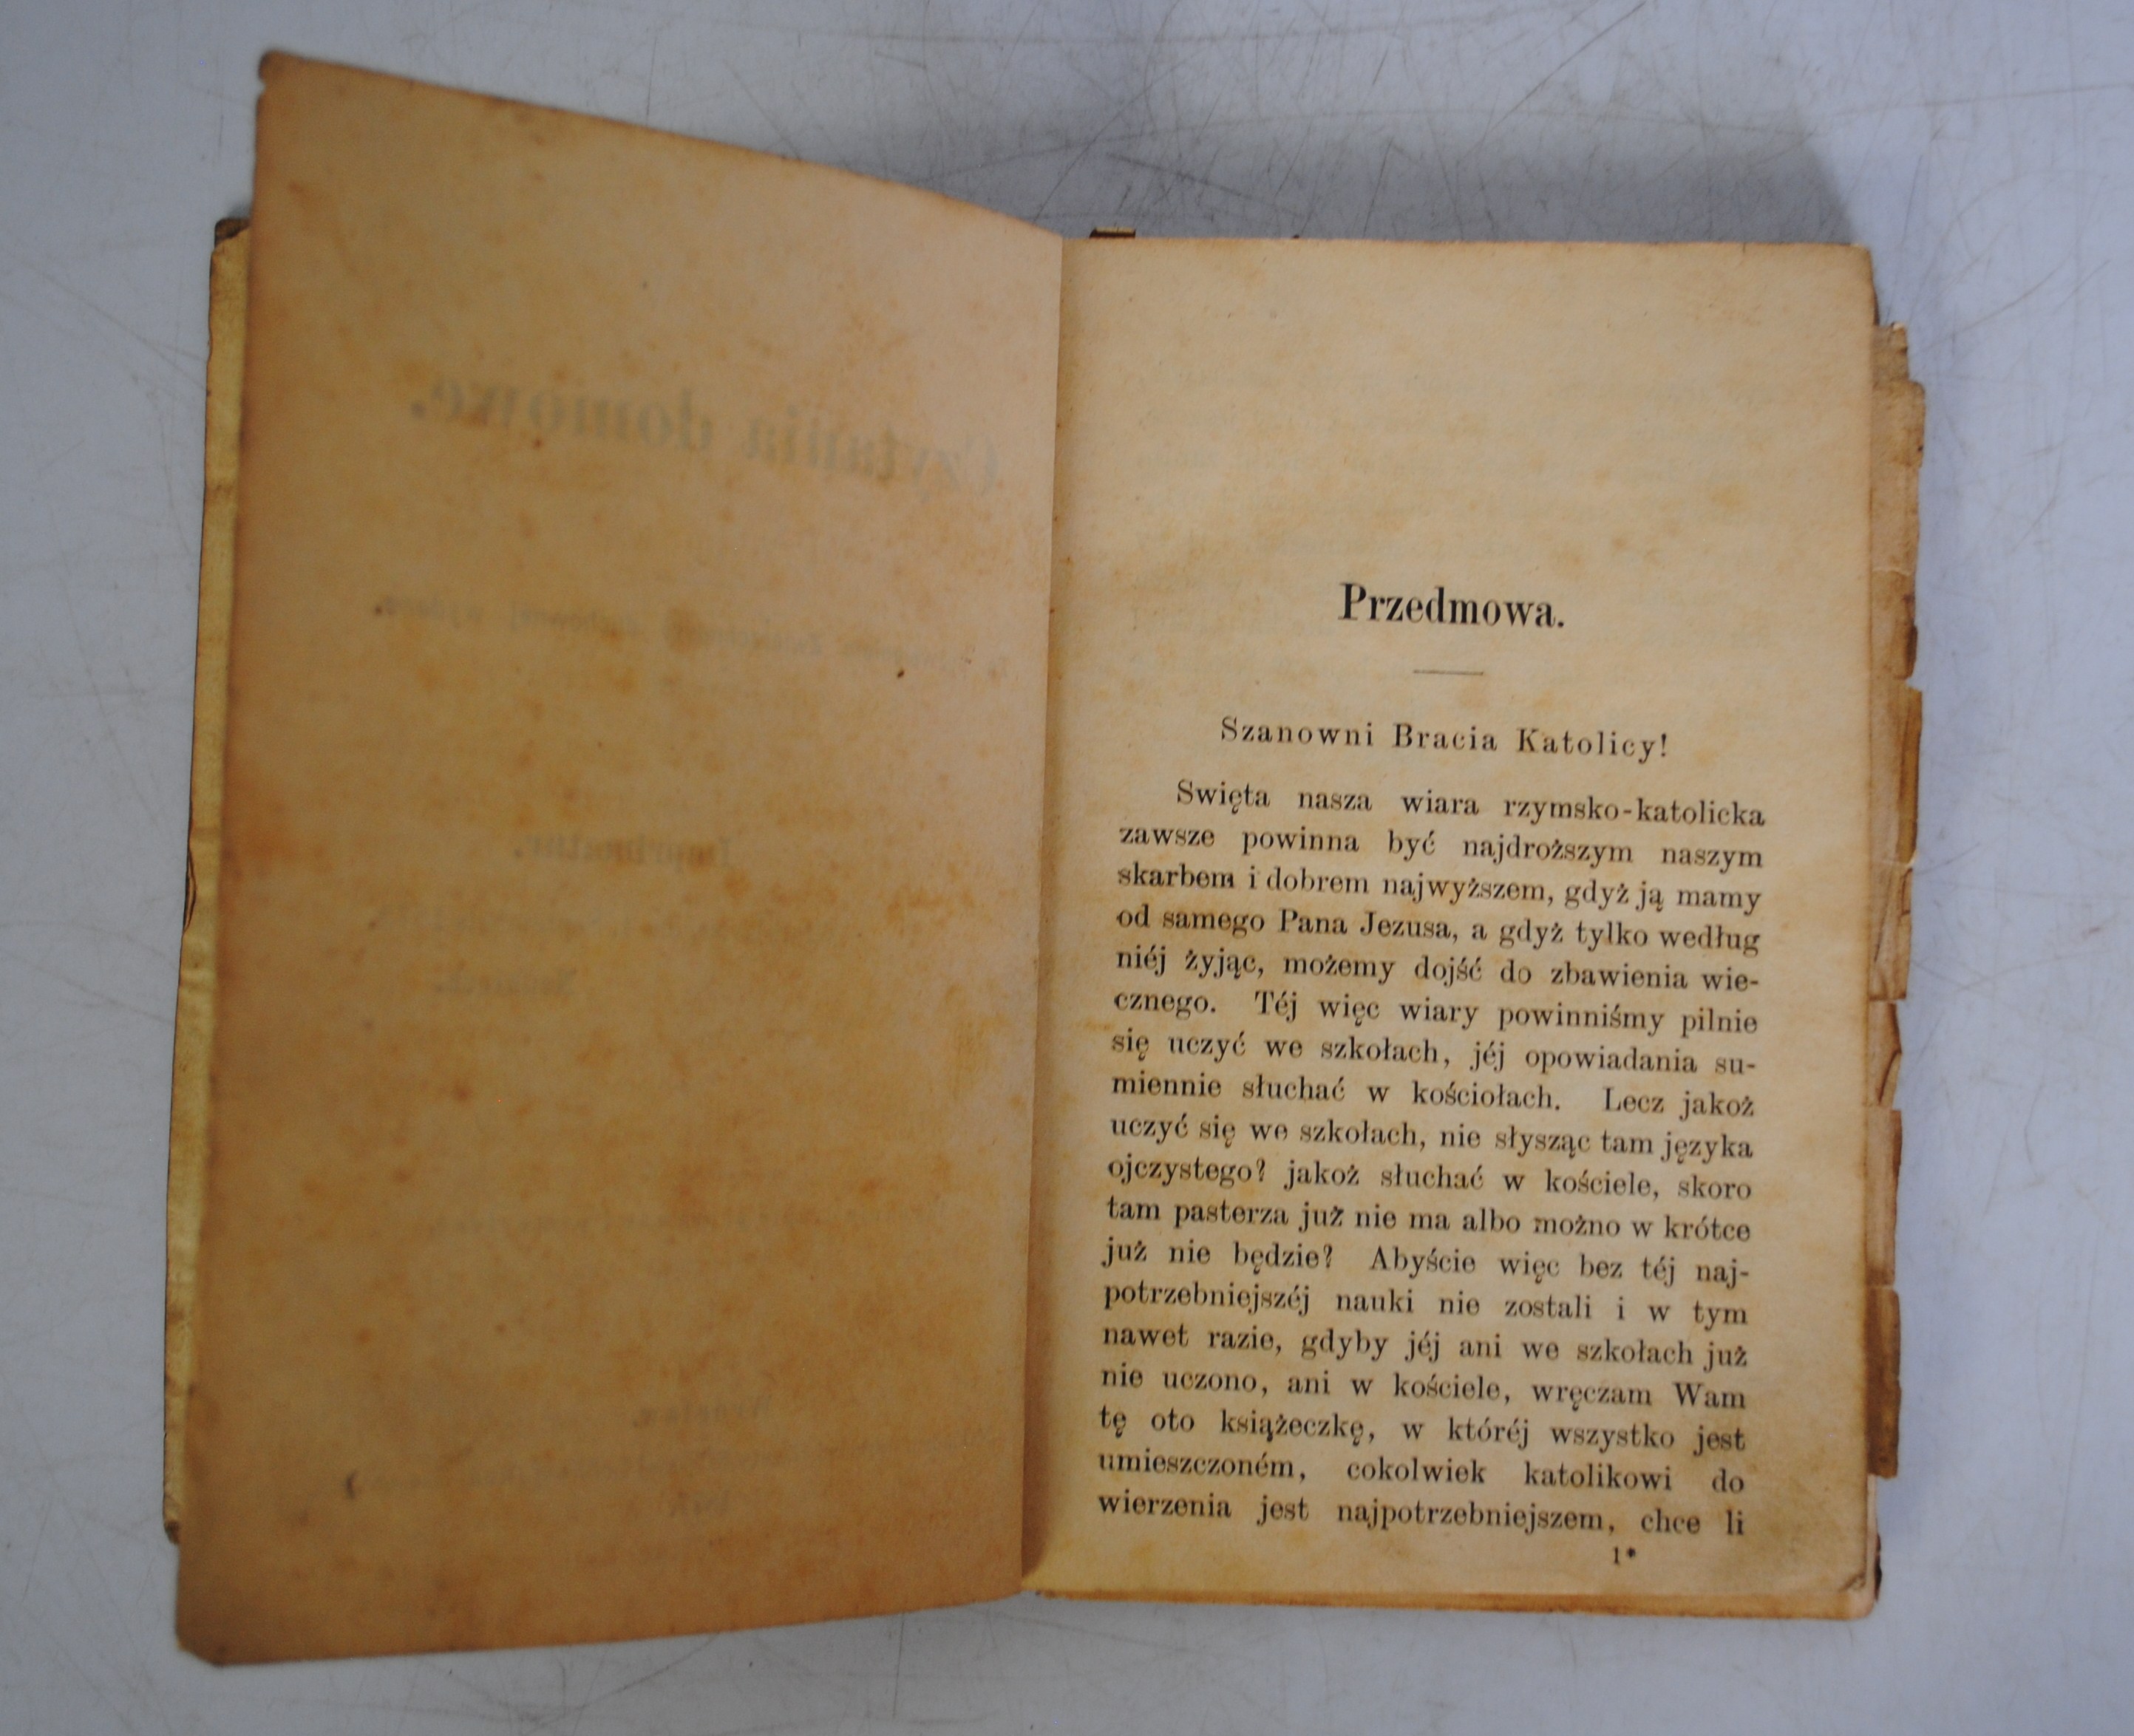 Czytania domowe.
Imprimatur.
Przedmowa.
Szanowni Bracia Katolicy!
Swięta nasza wiara rzymsko-katolicka
zawsze powinna być najdroższym naszym
skarbem i dobrem najwyższem, gdyż ją mamy
od samego Pana Jezusa, a gdyż tylko według
niéj żyjąc, możemy dojść do zbawienia wie-
cznego. Téj więc wiary powinniśmy pilnie
się uczyć we szkołach, jéj opowiadania su-
miennie słuchać w kościołach. Lecz jakoż
uczyć się we szkołach, nie słysząc tam języka
ojczystego? jakoż słuchać w kościele, skoro
tam pasterza już nie ma albo można w krótce
już nie będzie? Abyście więc bez téj naj-
potrzebniejszéj nauki nie zostali i w tym
nawet razie, gdyby jéj ani we szkołach już
nie uczono, ani w kościele, wręczam Wam
tę oto książeczkę, w któréj wszystko jest
umieszczoném, cokolwiek katolikowi do
wierzenia jest najpotrzebniejszem, chce li
1*